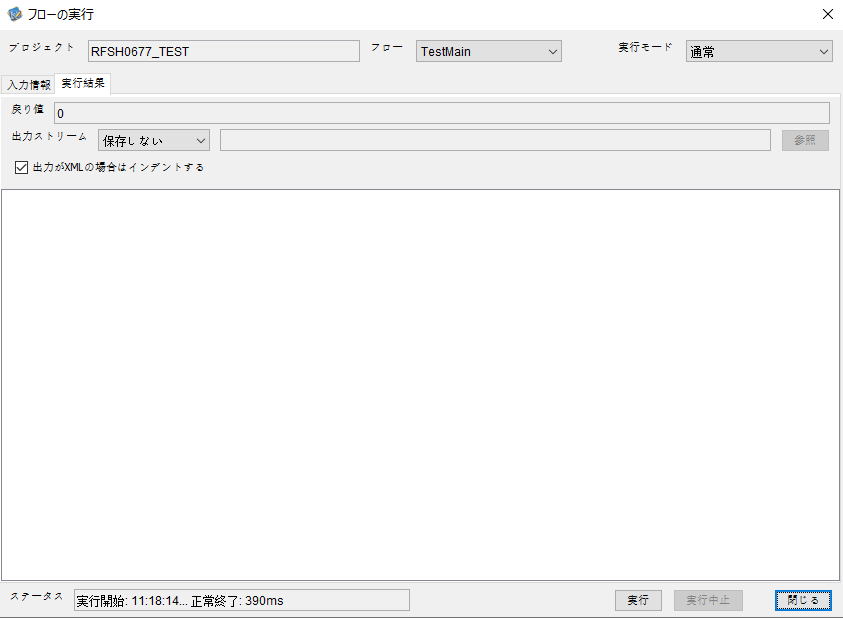 フローの実行
プロジェクト RFSH0677_TEST フロー TestMain 実行モード 通常
入力情報 実行結果
戻り値 0
出力ストリーム 保存しない 参照
出力がXMLの場合はインデントする
ステータス 実行開始: 11:18:14... 正常終了: 390ms 実行 実行中止 閉じる